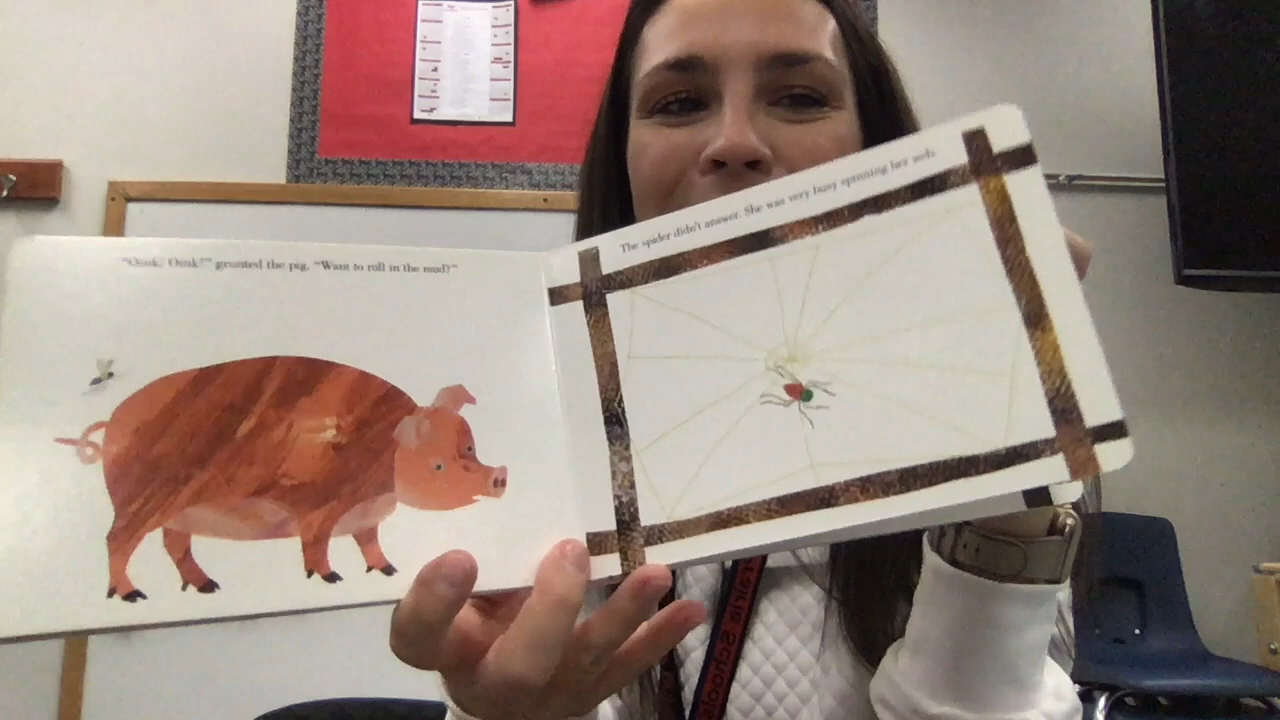 "Oink! Oink!" grunted the pig. "Want to roll in the mud?"
The spider didn't answer. She was very busy spinning her web.
School